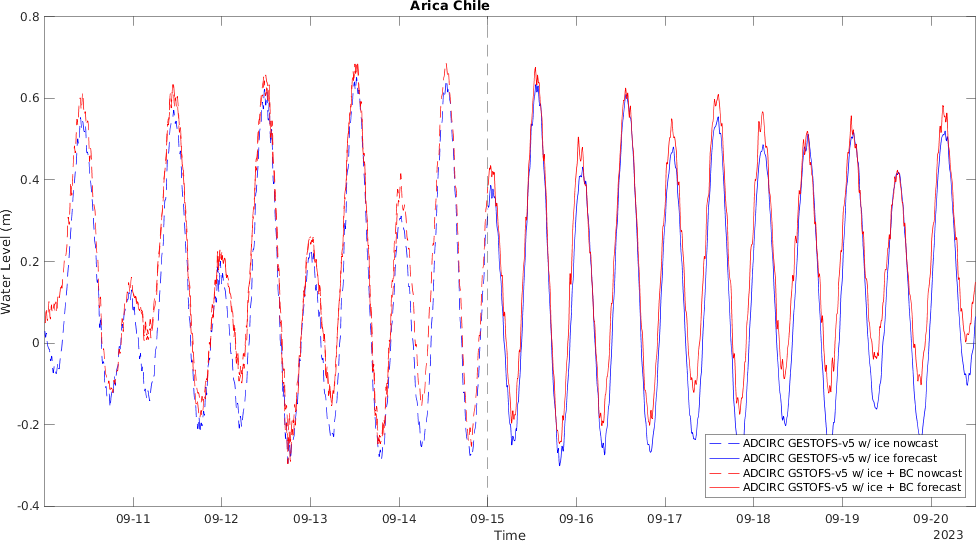 Arica Chile
0.8
0.6
0.4
0.2
0
-0.2
-0.4
Water Level (m)
09-11 09-12 09-13 09-14 09-15 09-16 09-17 09-18 09-19 09-20
Time
2023
ADCIRC GESTOFS-v5 w/ ice nowcast
ADCIRC GESTOFS-v5 w/ ice forecast
ADCIRC GSTOFS-v5 w/ ice + BC nowcast
ADCIRC GSTOFS-v5 w/ ice + BC forecast